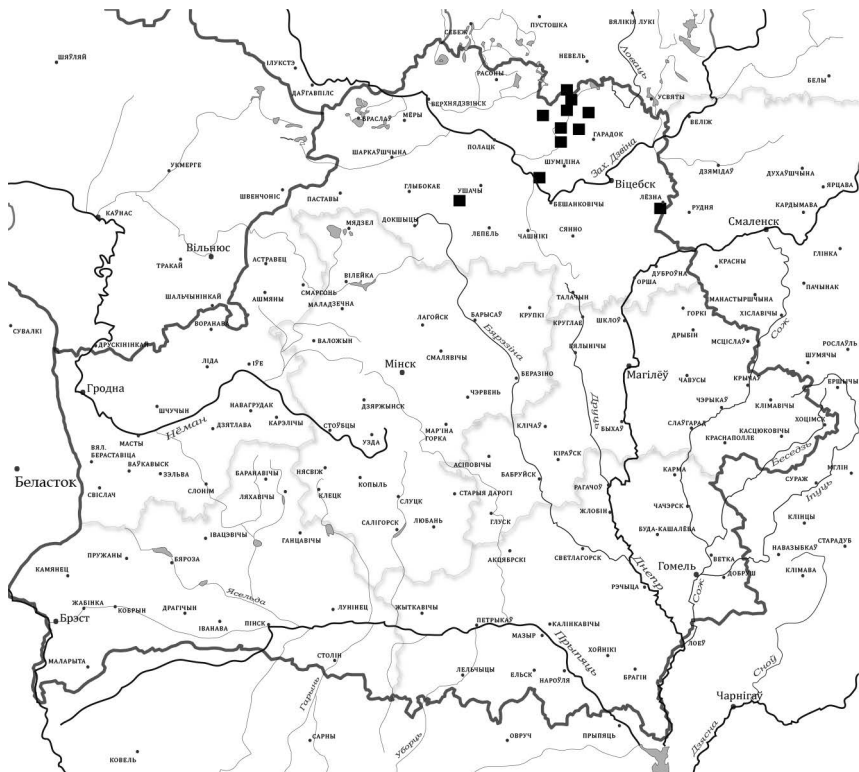 ПУСТОШКА
ВЯЛІКІЯ ЛУКІ
СЕБЕЖ
ШЯЎЛЯЙ
ІЛУКСТЭ
НЕВЕЛЬ
Ловаць
РАСОНЫ
БЕЛЫ
ДАЎГАЎПІЛС
ВЕРХНЯДЗВІНСК
УСВЯТЫ
БРАСЛАЎ
МЁРЫ
ВЕЛІЖ
ГАРАДОК
ПОЛАЦК
Зах. Дзвіна
ШАРКАЎШЧЫНА
ШУМІЛІНА
УКМЕРГЕ
ДЗЯМІДАЎ
ДУХАЎШЧЫНА
ШВЕНЧОНІС
ПАСТАВЫ
ГЛЫБОКАЕ
УШАЧЫ
Віцебск
ЯРЦАВА
БЕШАНКОВІЧЫ
ЛЁЗНА
РУДНЯ
КАРДЫМАВА
КАЎНАС
МЯДЗЕЛ
ДОКШЫЦЫ
ЛЕПЕЛЬ
ЧАШНІКІ
СЯННО
Смаленск
Вільнюс
ТРАКАЙ
АСТРАВЕЦ
ГЛІНКА
КРАСНЫ
ДУБРОЎНА
ОРША
ВІЛЕЙКА
СМАРГОНЬ
ПАЧЫНАК
ШАЛЬЧЫНІНКАЙ
АШМЯНЫ
МАЛАДЗЕЧНА
ТАЛАЧЫН
МАНАСТЫРШЧЫНА
ХІСЛАВІЧЫ
КРУПКІ
ГОРКІ
Сож
СУВАЛКІ
ВОРАНАВА
ЛАГОЙСК
БАРЫСАЎ
Бярэзіна
КРУГЛАЕ
ШКЛОЎ
ДРЫБІН
МСЦІСЛАЎ
РОСЛАЎЛЬ
ДРУСКІНІНКАЙ
ВАЛОЖЫН
СМАЛЯВІЧЫ
БЯЛЫНІЧЫ
ШУМЯЧЫ
ЛІДА
ІЎЕ
Мінск
Магілёў
Гродна
БЕРАЗІНО
ЧАВУСЫ
КРЫЧАЎ
ЕРШЫЧЫ
ЧЭРВЕНЬ
Друць
ЧЭРЫКАЎ
КЛІМАВІЧЫ
ШЧУЧЫН
НАВАГРУДАК
ДЗЯРЖЫНСК
ХОЦІМСК
Нёман
ДЗЯТЛАВА
КАРЭЛІЧЫ
СТОЎБЦЫ
МАР'ІНА
ГОРКА
КЛІЧАЎ
БЫХАЎ
СЛАЎГАРАД
КАСЦЮКОВІЧЫ
УЗДА
КРАСНАПОЛЛЕ
МАСТЫ
Беседзь
ВЯЛ.
БЕРАСТАВІЦА
ВАЎКАВЫСК
КІРАЎСК
АСІПОВІЧЫ
Беласток
ЗЭЛЬВА
БАРАНАВІЧЫ
НЯСВІЖ
КОПЫЛЬ
БАБРУЙСК
КАРМА
МГЛІН
СУРАЖ
СЛОНІМ
СВІСЛАЧ
ЛЯХАВІЧЫ
КЛЕЦК
СЛУЦК
СТАРЫЯ ДАРОГІ
РАГАЧОЎ
ЧАЧЭРСК
Іпуць
ЖЛОБІН
ГЛУСК
КЛІНЦЫ
САЛІГОРСК
ЛЮБАНЬ
БУДА-КАШАЛЁВА
ІВАЦЭВІЧЫ
ГАНЦАВІЧЫ
СТАРАДУБ
ПРУЖАНЫ
АКЦЯБРСКІ
СВЕТЛАГОРСК
ВЕТКА
НАВАЗЫБКАЎ
КАМЯНЕЦ
БЯРОЗА
Гомель
ДОБРУШ
КЛІМАВА
Днепр
РЭЧЫЦА
Сож
Ясельда
ЖАБІНКА
КОБРЫН
ДРАГІЧЫН
ЛУНІНЕЦ
ЖЫТКАВІЧЫ
Брэст
ІВАНАВА
ПІНСК
ПЕТРЫКАЎ
КАЛІНКАВІЧЫ
МАЗЫР
Прыпяць
ЛОЕЎ
ХОЙНІКІ
МАЛАРЫТА
СТОЛІН
Сноў
ЛЕЛЬЧЫЦЫ
ЕЛЬСК
НАРОЎЛЯ
БРАГІН
Гарынь
Чарнігаў
Уборць
ПРЫПЯЦЬ
САРНЫ
ОВРУЧ
Дзясна
КОВЕЛЬ